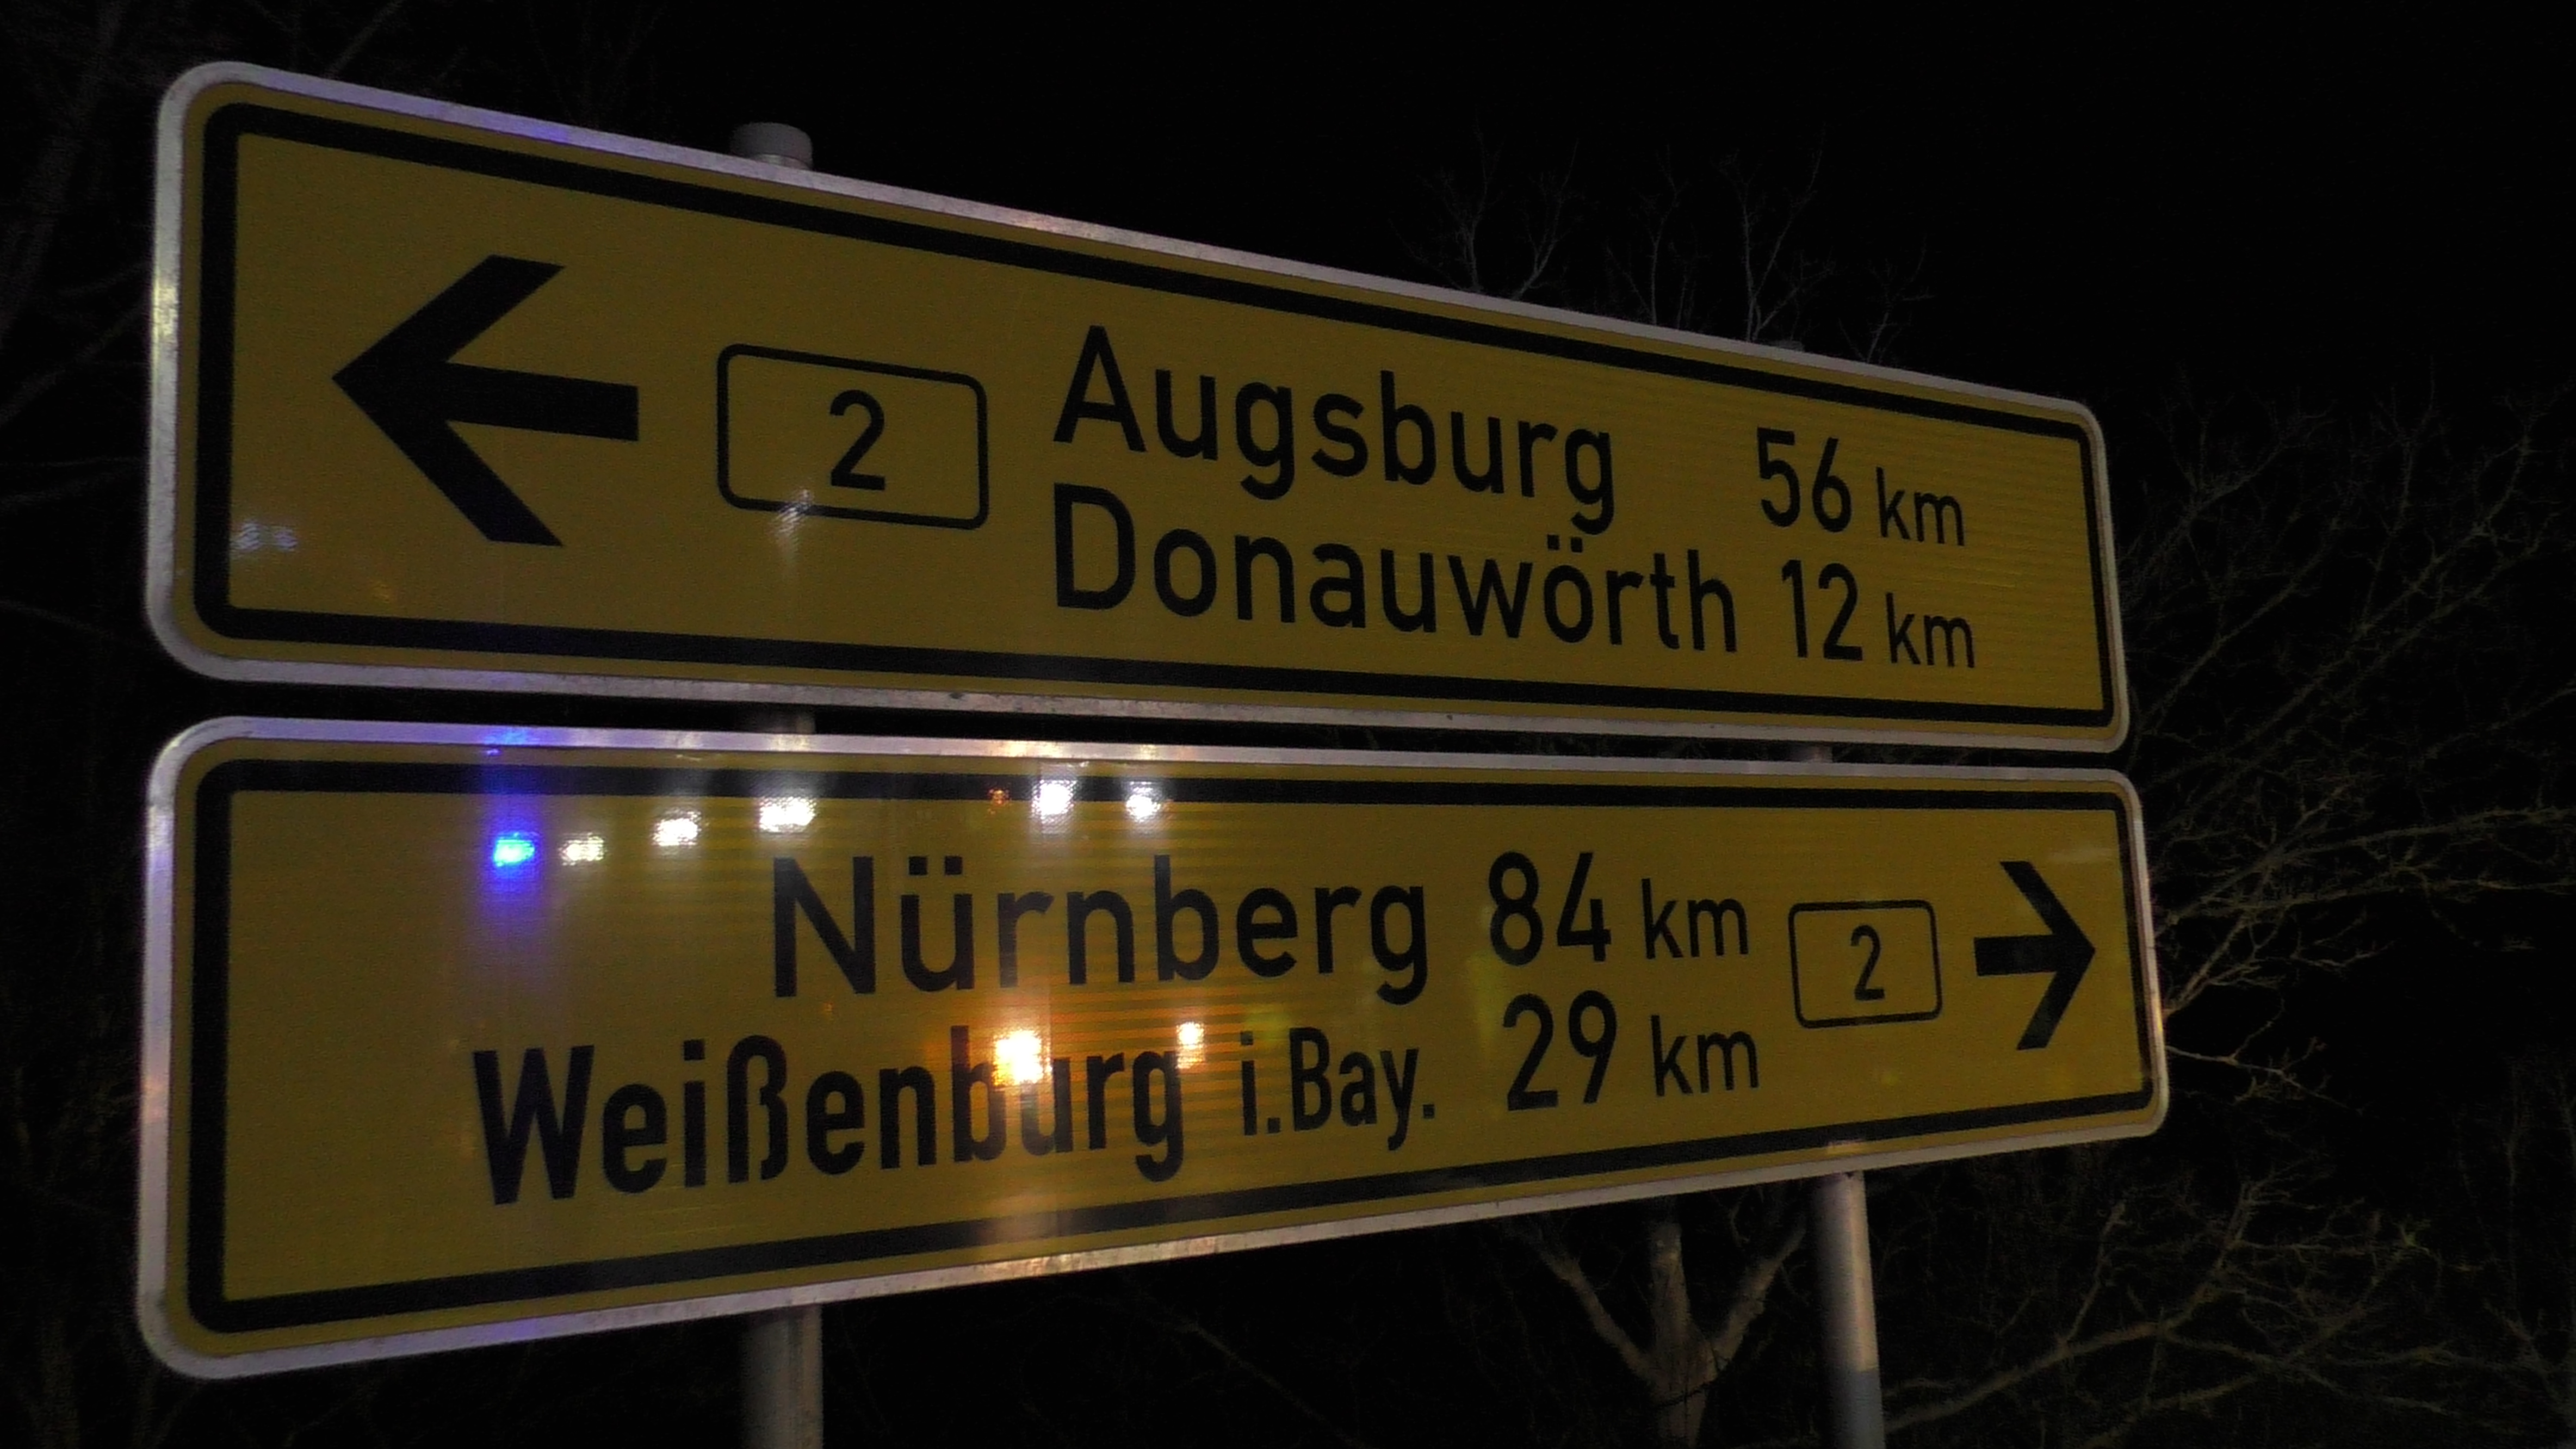 2 Augsburg 56 km
Donauwörth 12 km
Nürnberg 84 km 2
Weißenburg i.Bay. 29 km